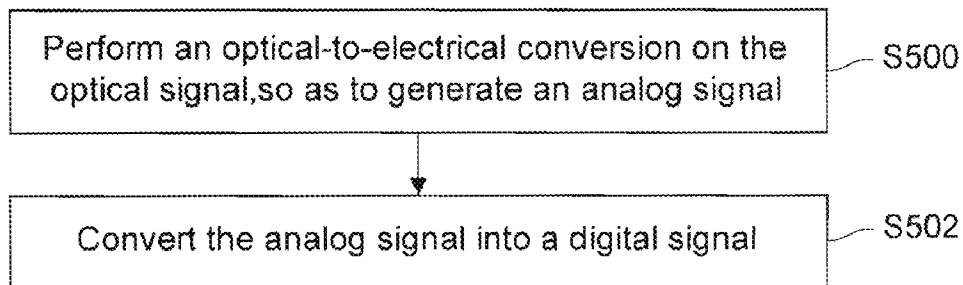 Perform an optical-to-electrical conversion on the
optical signal,so as to generate an analog signal
S500
Convert the analog signal into a digital signal
S502